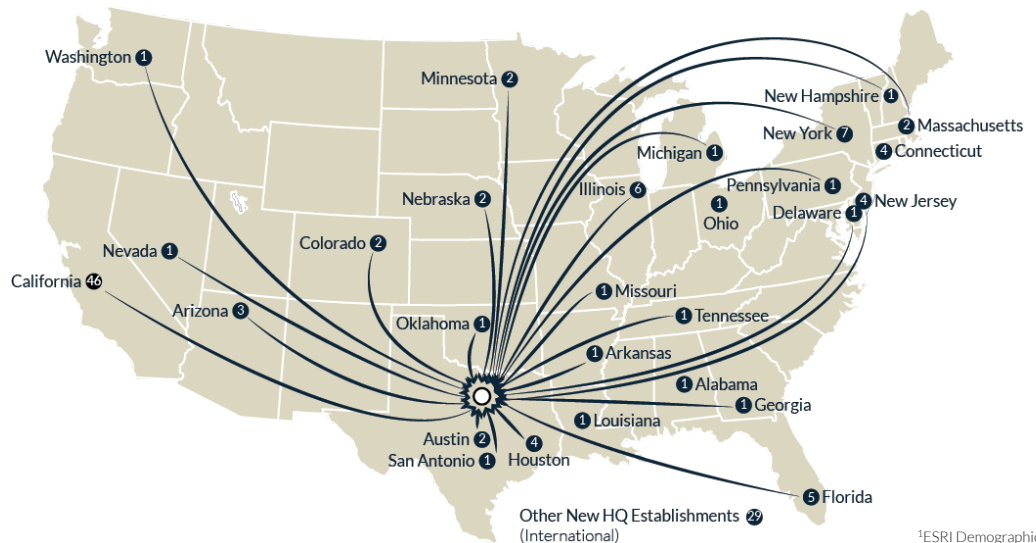 Washington 1
Minnesota 2
New Hampshire 1
Massachusetts 2
New York 7
Michigan 1
Connecticut 4
Illinois 6
Pennsylvania 1
Nebraska 2
New Jersey 4
Delaware 1
Ohio 1
Colorado 2
Nevada 1
California 46
Missouri 1
Arizona 3
Tennessee 1
Oklahoma 1
Arkansas 1
Alabama 1
Georgia 1
Louisiana 1
Austin 2
San Antonio 1
Houston 4
Florida 5
Other New HQ Establishments 29
(International)
¹ESRI Demographic